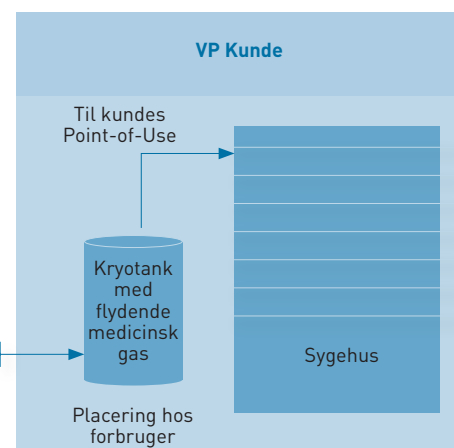 VP Kunde
Til kundes
Point-of-Use
Kryotank
med
flydende
medicinsk
gas
Sygehus
Placering hos
forbruger